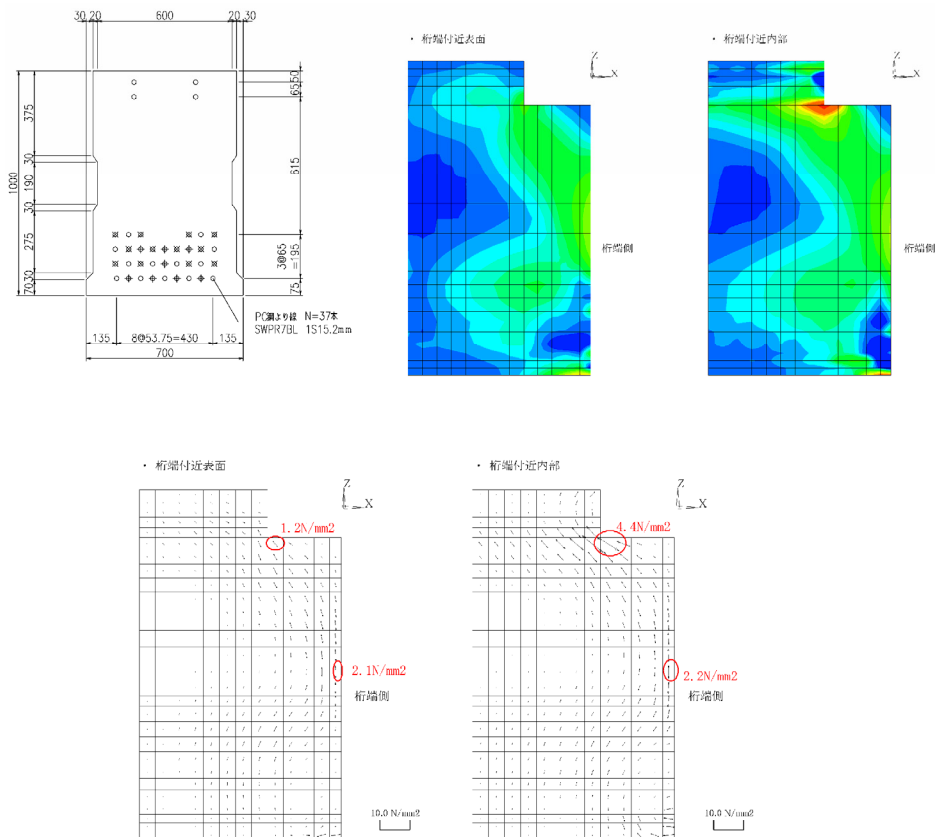 30 20
600
20 30
・ 桁端付近表面
Z
X
・ 桁端付近内部
Z
X
375
30
190
30
275
30
70
1000
6550
615
3@65
=195
75
桁端側
桁端側
PC鋼より線 N=37本
SWPR7BL 1S15.2mm
135
8@53.75=430
135
700
・ 桁端付近表面
Z
X
1.2N/mm2
2.1N/mm2
桁端側
10.0 N/mm2
・ 桁端付近内部
Z
X
4.4N/mm2
2.2N/mm2
桁端側
10.0 N/mm2